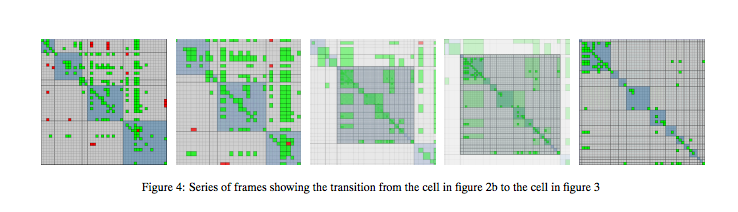 Figure 4: Series of frames showing the transition from the cell in figure 2b to the cell in figure 3